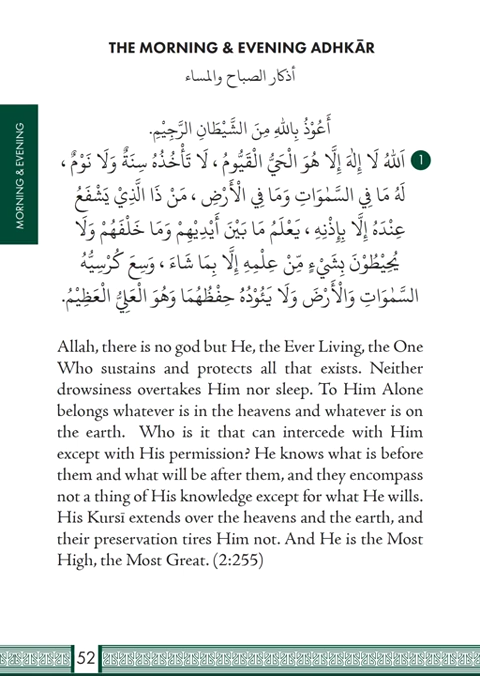 THE MORNING & EVENING ADHKĀR
أذكار الصباح والمساء
MORNING & EVENING
أَعُوْذُ بِاللهِ مِنَ الشَّيْطَانِ الرَّجِيْمِ.
1 اَللهُ لَا إِلٰهَ إِلَّا هُوَ الْحَيُّ الْقَيُّومُ ، لَا تَأْخُذُهُ سِنَةٌ وَلَا نَوْمٌ ،
لَهُ مَا فِي السَّمٰوَاتِ وَمَا فِي الْأَرْضِ ، مَنْ ذَا الَّذِيْ يَشْفَعُ
عِنْدَهُ إِلَّا بِإِذْنِهِ ، يَعْلَمُ مَا بَيْنَ أَيْدِيْهِمْ وَمَا خَلْفَهُمْ وَلَا
يُحِيْطُوْنَ بِشَيْءٍ مِّنْ عِلْمِهِ إِلَّا بِمَا شَاءَ ، وَسِعَ كُرْسِيُّهُ
السَّمٰوَاتِ وَالْأَرْضَ وَلَا يَئُوْدُهُ حِفْظُهُمَا وَهُوَ الْعَلِيُّ الْعَظِيْمُ.
Allah, there is no god but He, the Ever Living, the One
Who sustains and protects all that exists. Neither
drowsiness overtakes Him nor sleep. To Him Alone
belongs whatever is in the heavens and whatever is on
the earth. Who is it that can intercede with Him
except with His permission? He knows what is before
them and what will be after them, and they encompass
not a thing of His knowledge except for what He wills.
His Kursī extends over the heavens and the earth, and
their preservation tires Him not. And He is the Most
High, the Most Great. (2:255)
52